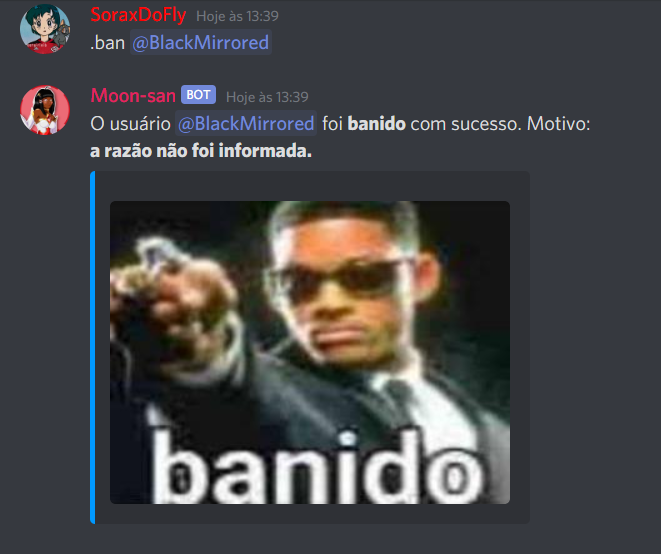 SoraxDoFly Hoje às 13:39
.ban @BlackMirrored
Moon-san BOT Hoje às 13:39
O usuário @BlackMirrored foi banido com sucesso. Motivo:
a razão não foi informada.
banido